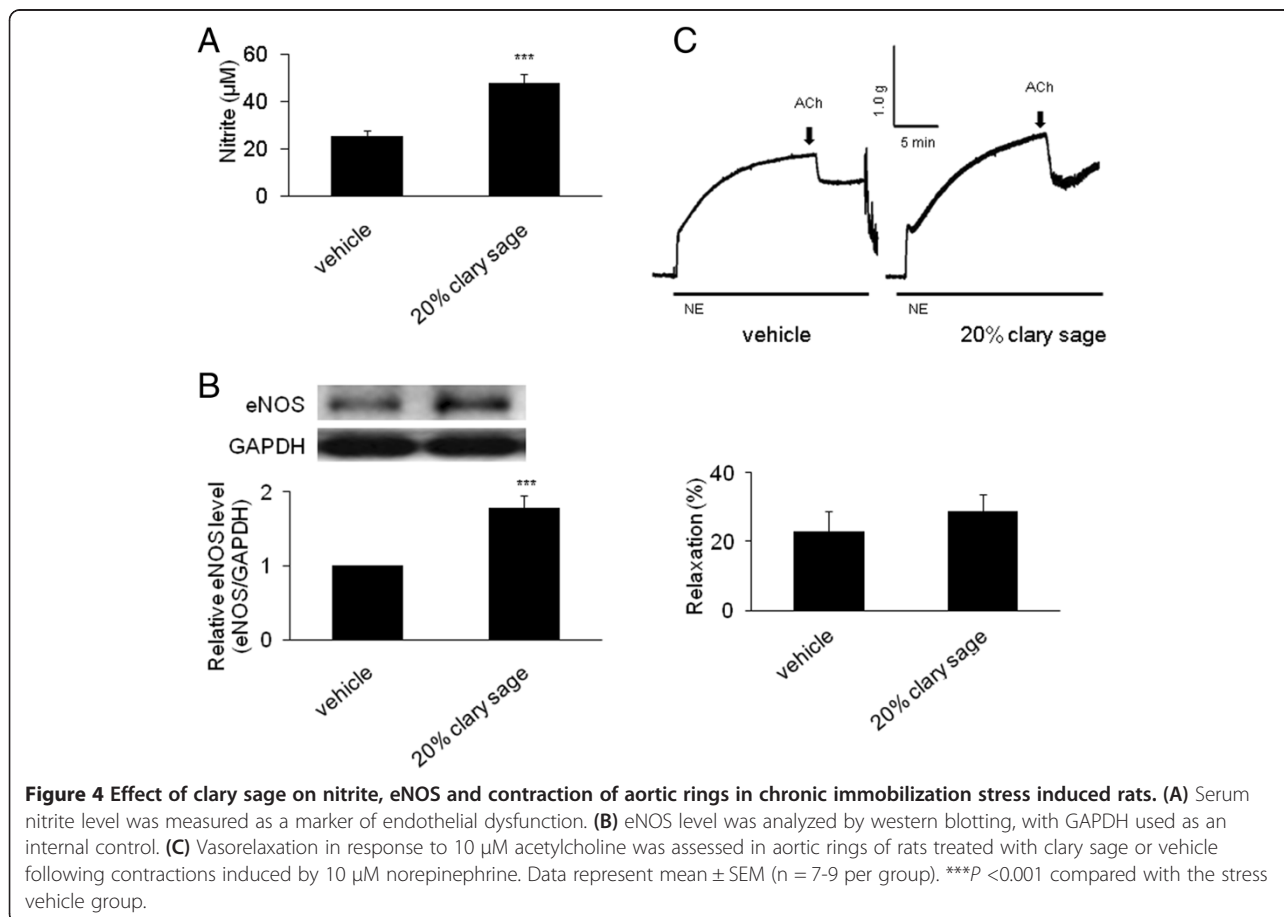 A
60
40
20
0
Nitrite (µM)
***
vehicle
20% clary sage
C
1.0 g
5 min
ACh
ACh
NE
NE
vehicle
20% clary sage
B
eNOS
GAPDH
2
1
0
Relative eNOS level
(eNOS/GAPDH)
***
vehicle
20% clary sage
40
20
0
Relaxation (%)
vehicle
20% clary sage
Figure 4 Effect of clary sage on nitrite, eNOS and contraction of aortic rings in chronic immobilization stress induced rats. (A) Serum
nitrite level was measured as a marker of endothelial dysfunction. (B) eNOS level was analyzed by western blotting, with GAPDH used as an
internal control. (C) Vasorelaxation in response to 10 µM acetylcholine was assessed in aortic rings of rats treated with clary sage or vehicle
following contractions induced by 10 µM norepinephrine. Data represent mean ± SEM (n = 7-9 per group). ***P <0.001 compared with the stress
vehicle group.